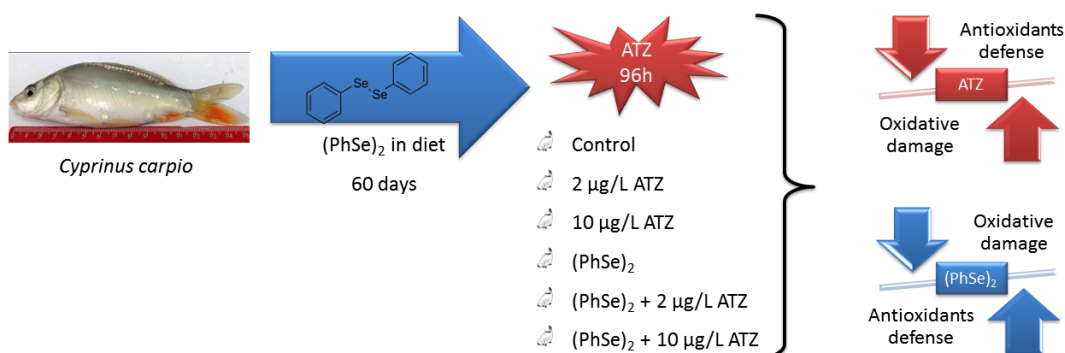 Cyprinus carpio
Se
Se
(PhSe)₂ in diet
60 days
ATZ
96h
Control
2 µg/L ATZ
10 µg/L ATZ
(PhSe)₂
(PhSe)₂ + 2 µg/L ATZ
(PhSe)₂ + 10 µg/L ATZ
Antioxidants
defense
ATZ
Oxidative
damage
Oxidative
damage
(PhSe)₂
Antioxidants
defense